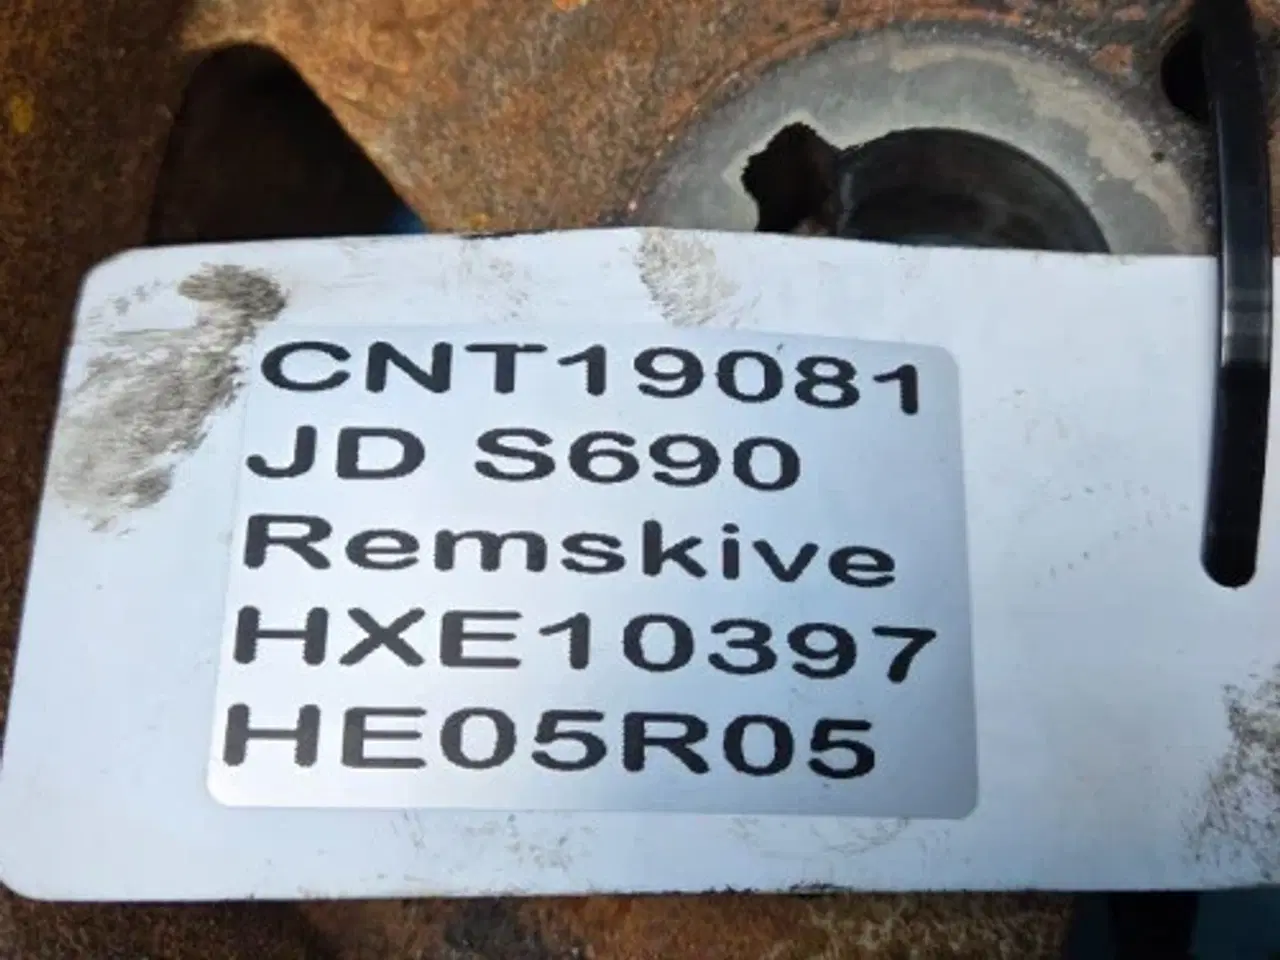 CNT19081
JD S690
Remskive
HXE10397
HE05R05